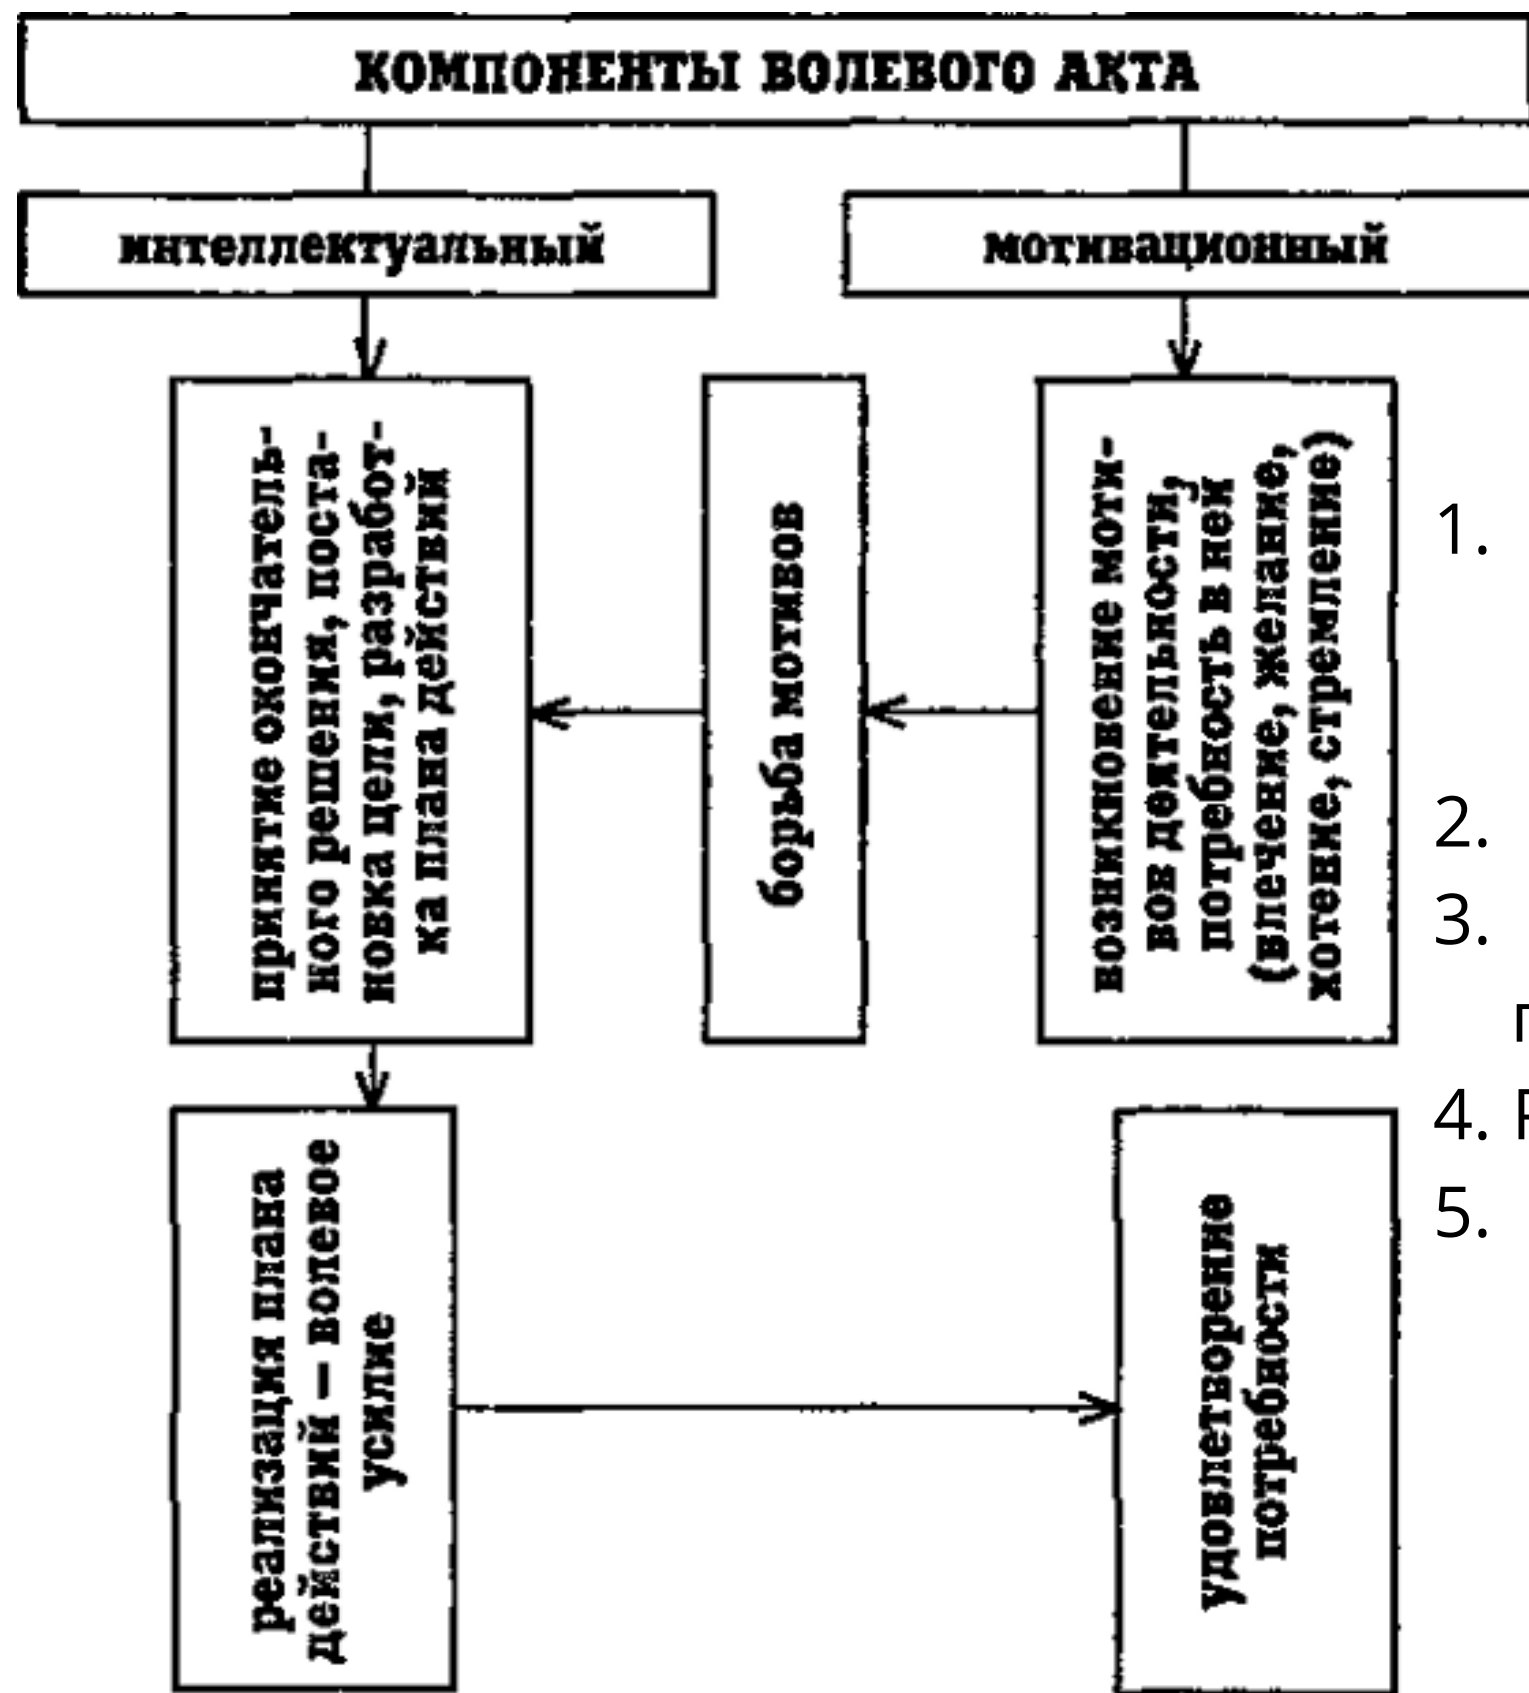 КОМПОНЕНТЫ ВОЛЕВОГО АКТА
интеллектуальный
мотивационный
принятие окончатель-
ного решения, поста-
новка цели, разработ-
ка плана действий
борьба мотивов
возникновение моти-
вов деятельности,
потребность в ней
(влечение, желание,
хотение, стремление)
1.
2.
3.
4.
5.
реализация плана
действий — волевое
усилие
удовлетворение
потребности